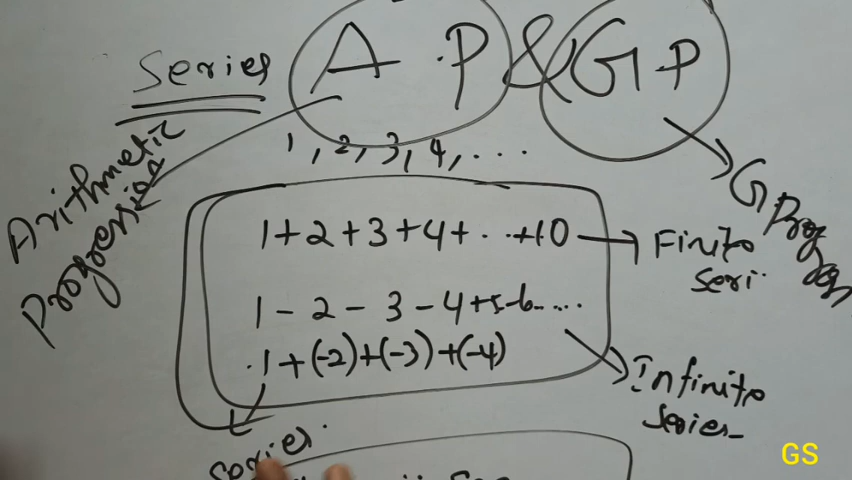 Series A.P & GP
Arithmetic
Progression
1, 2, 3, 4, ...
G Progression
1+2+3+4+...+10 → Finite
Seri.
1 - 2 - 3 - 4+5-6-...
.1+(-2)+(-3)+(-4)
Infinite
Series
Series.
GS